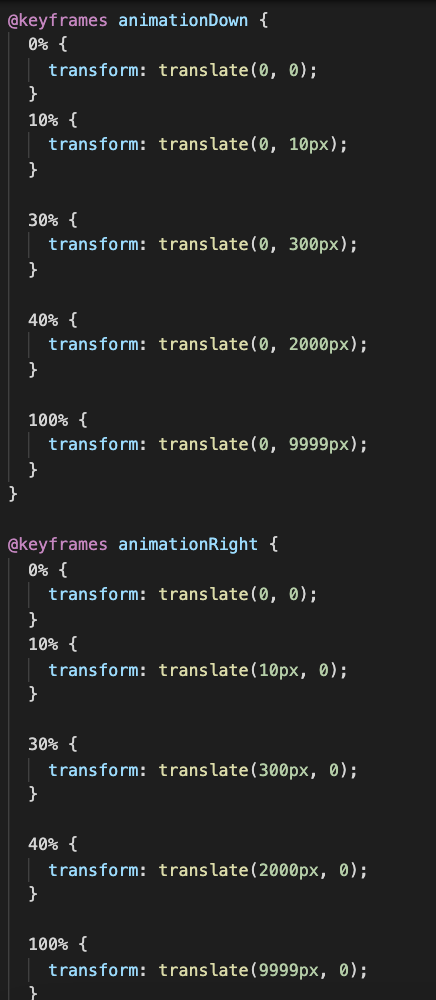 @keyframes animationDown {
  0% {
    transform: translate(0, 0);
  }
  10% {
    transform: translate(0, 10px);
  }

  30% {
    transform: translate(0, 300px);
  }

  40% {
    transform: translate(0, 2000px);
  }

  100% {
    transform: translate(0, 9999px);
  }
}

@keyframes animationRight {
  0% {
    transform: translate(0, 0);
  }
  10% {
    transform: translate(10px, 0);
  }

  30% {
    transform: translate(300px, 0);
  }

  40% {
    transform: translate(2000px, 0);
  }

  100% {
    transform: translate(9999px, 0);
  }